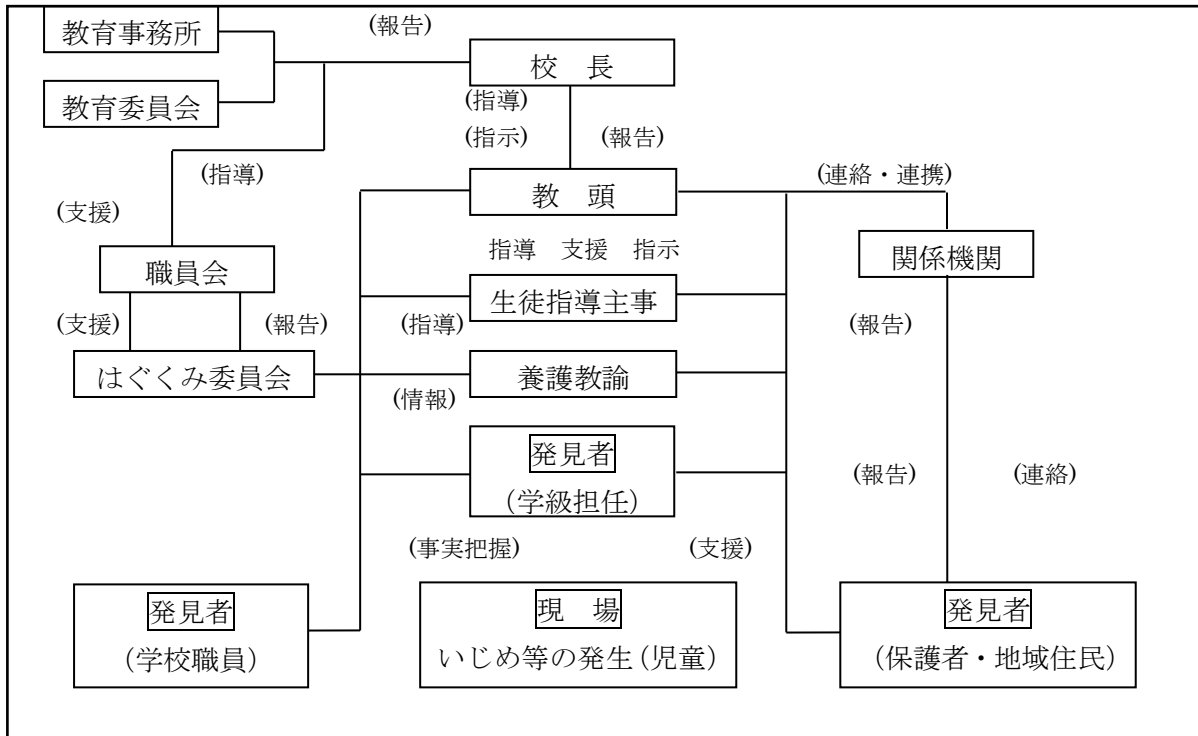 教育事務所
(報告)
校　長
教育委員会
(指導)
(指示)
(報告)
(指導)
教　頭
(連絡・連携)
(支援)
指導　支援　指示
職員会
関係機関
生徒指導主事
(支援)
(報告)
(指導)
(報告)
はぐくみ委員会
養護教諭
(情報)
発見者
(学級担任)
(報告)
(連絡)
(事実把握)
(支援)
発見者
(学校職員)
現　場
いじめ等の発生(児童)
発見者
(保護者・地域住民)